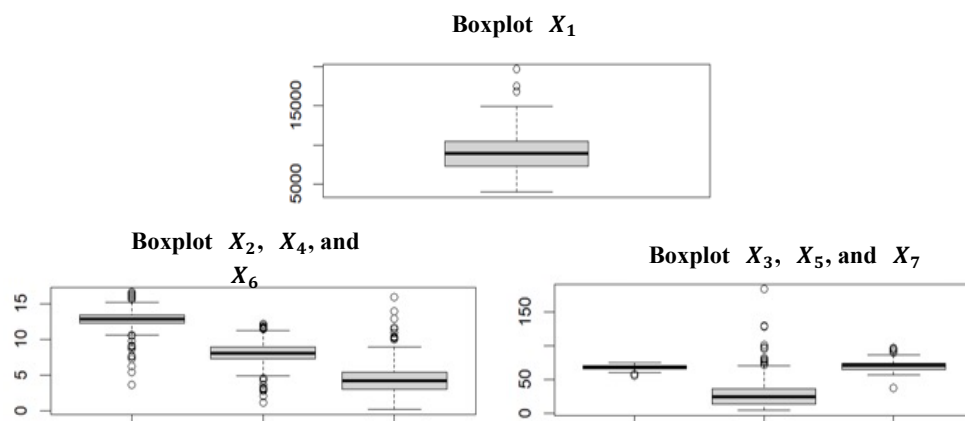 Boxplot X₁
15000
5000
Boxplot X₂, X₄, and
X₆
15
10
5
0
Boxplot X₃, X₅, and X₇
150
50
0